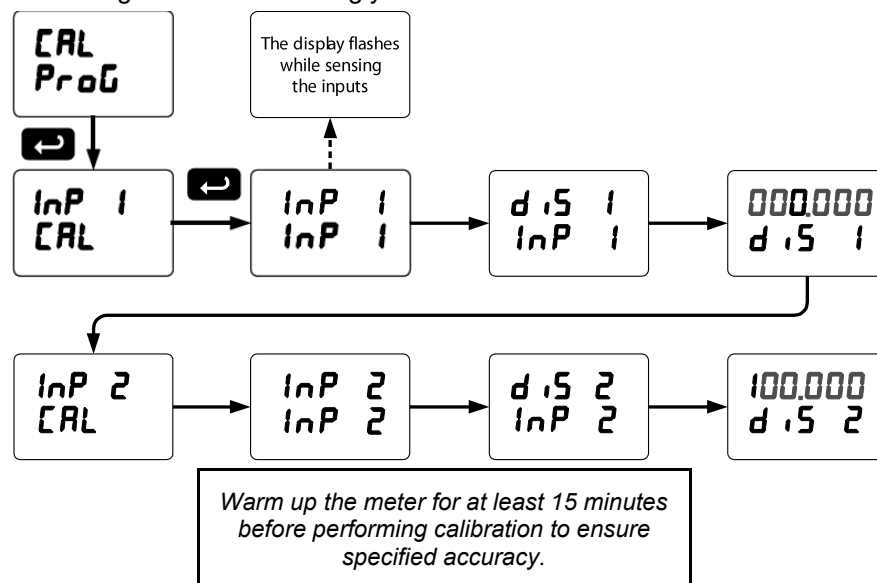 CAL
ProG
The display flashes
while sensing
the inputs
InP 1
CAL
InP 1
InP 1
diS 1
InP 1
000.000
diS 1
InP 2
CAL
InP 2
InP 2
diS 2
InP 2
100.000
diS 2
Warm up the meter for at least 15 minutes
before performing calibration to ensure
specified accuracy.